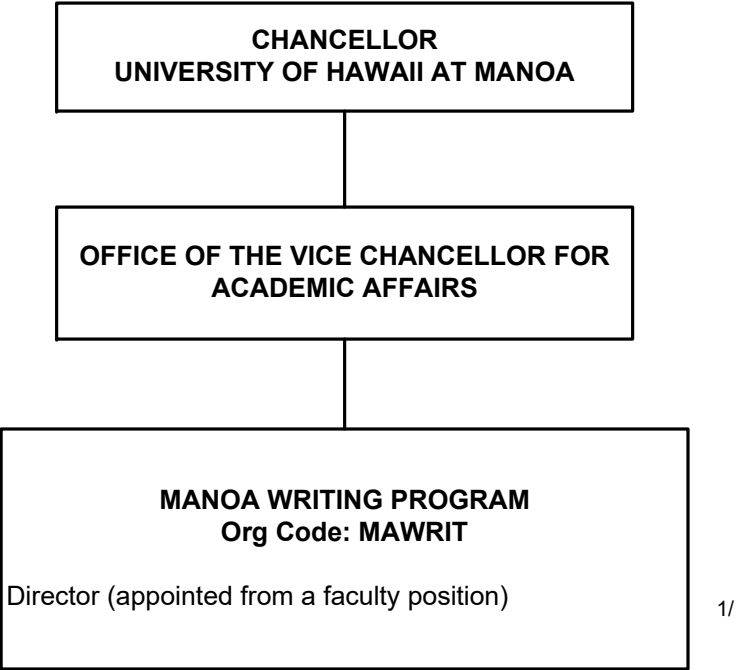 CHANCELLOR
UNIVERSITY OF HAWAII AT MANOA
OFFICE OF THE VICE CHANCELLOR FOR
ACADEMIC AFFAIRS
MANOA WRITING PROGRAM
Org Code: MAWRIT
Director (appointed from a faculty position)
1/